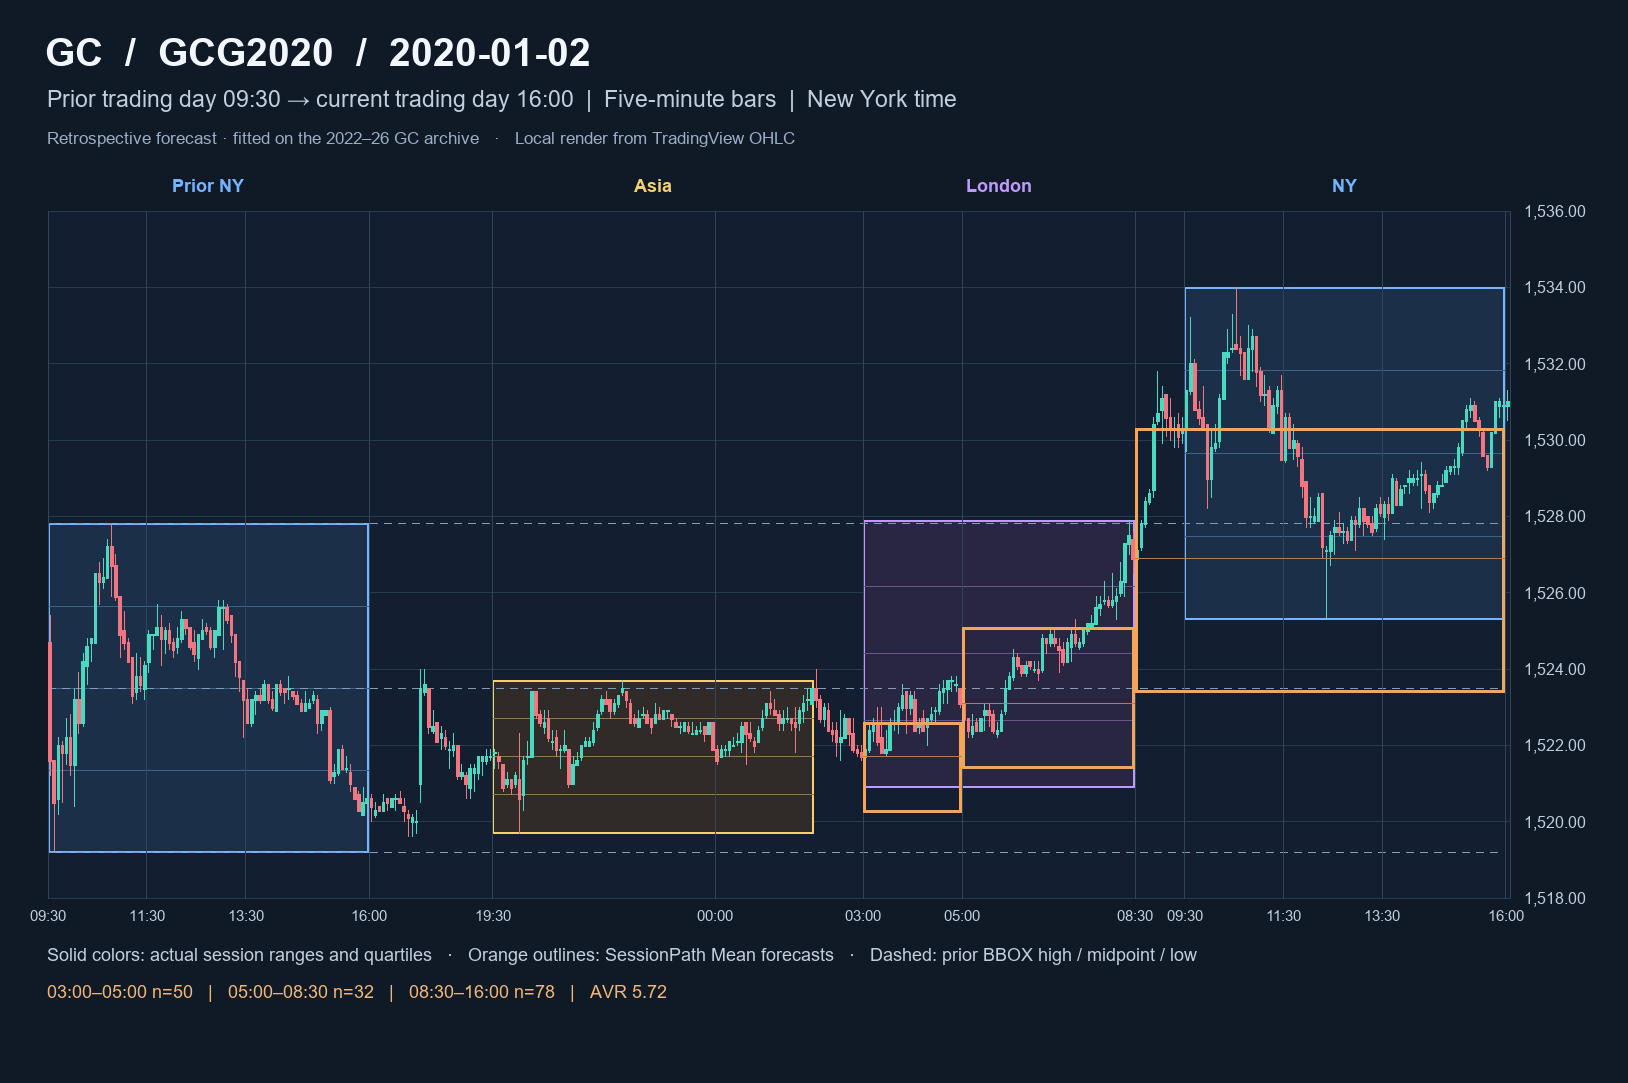 GC / GCG2020 / 2020-01-02
Prior trading day 09:30 → current trading day 16:00 | Five-minute bars | New York time
Retrospective forecast · fitted on the 2022–26 GC archive · Local render from TradingView OHLC
Prior NY Asia London NY
1,536.00
1,534.00
1,532.00
1,530.00
1,528.00
1,526.00
1,524.00
1,522.00
1,520.00
1,518.00
09:30 11:30 13:30 16:00 19:30 00:00 03:00 05:00 08:30 09:30 11:30 13:30 16:00
Solid colors: actual session ranges and quartiles · Orange outlines: SessionPath Mean forecasts · Dashed: prior BBOX high / midpoint / low
03:00–05:00 n=50 | 05:00–08:30 n=32 | 08:30–16:00 n=78 | AVR 5.72